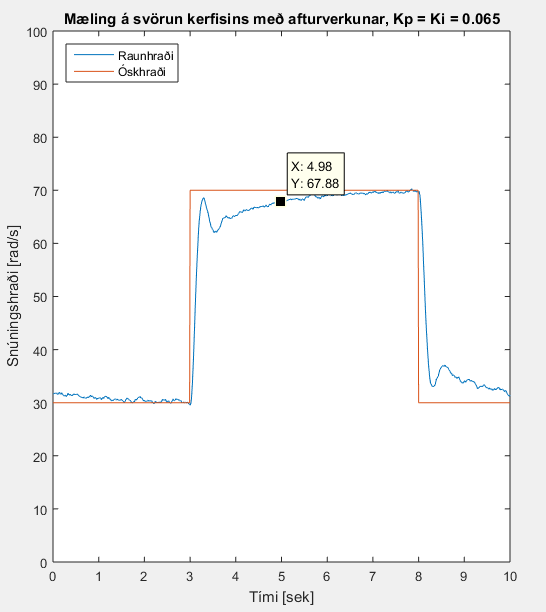 Mæling á svörun kerfisins með afturverkunar, Kp = Ki = 0.065
Raunhraði
Óskhraði
X: 4.98
Y: 67.88
100
90
80
70
60
50
40
30
20
10
0
Snúningshraði [rad/s]
0 1 2 3 4 5 6 7 8 9 10
Tími [sek]